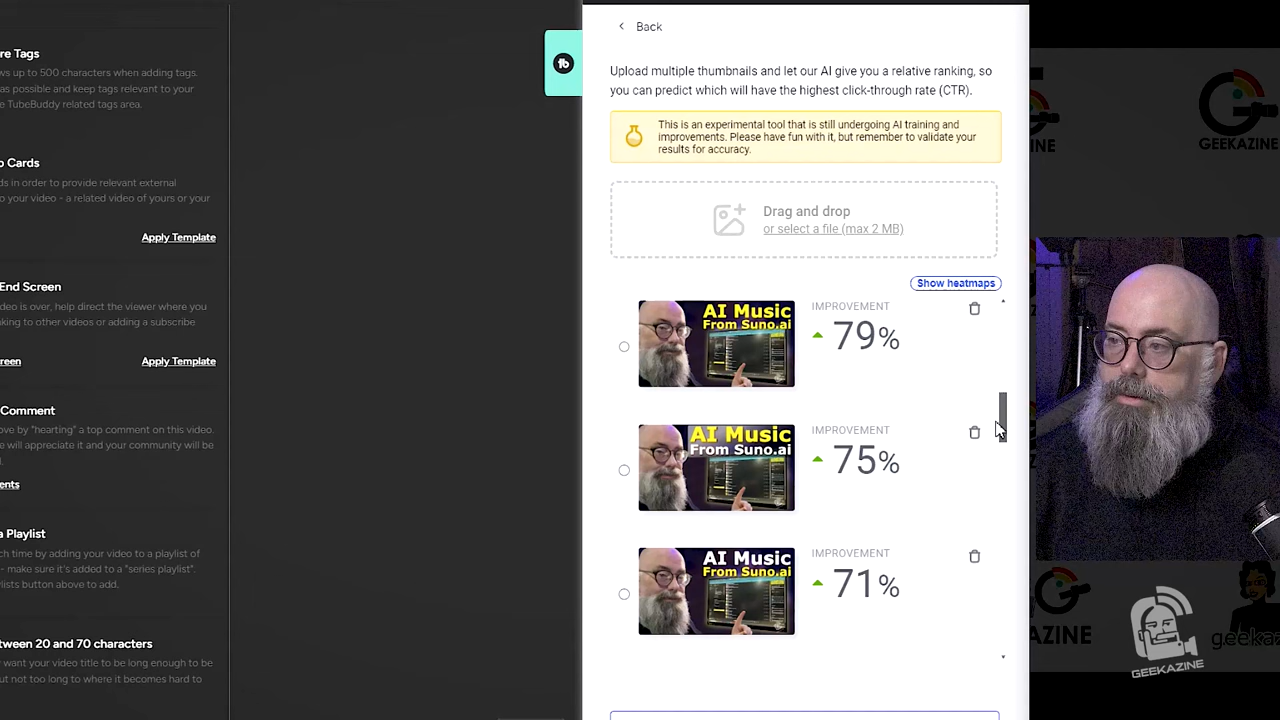 re Tags
ws up to 500 characters when adding tags.
as possible and keep tags relevant to your
e TubeBuddy related tags area.
o Cards
ds in order to provide relevant external
o your video - a related video of yours or your
Apply Template
End Screen
ideo is over, help direct the viewer where you
nking to other videos or adding a subscribe
reen
Apply Template
Comment
ove by "hearting" a top comment on this video.
e will appreciate it and your community will be
d.
ents
a Playlist
ch time by adding your video to a playlist of
- make sure it's added to a "series playlist".
ylists button above to add.
tween 20 and 70 characters
want your video title to be long enough to be
but not too long to where it becomes hard to
Back
Upload multiple thumbnails and let our AI give you a relative ranking, so
you can predict which will have the highest click-through rate (CTR).
This is an experimental tool that is still undergoing AI training and
improvements. Please have fun with it, but remember to validate your
results for accuracy.
Drag and drop
or select a file (max 2 MB)
Show heatmaps
AI Music
From Suno.ai
IMPROVEMENT
79%
AI Music
From Suno.ai
IMPROVEMENT
75%
AI Music
From Suno.ai
IMPROVEMENT
71%
INE
GEEKAZINE
KAZINE
geekaz
GEEKAZINE